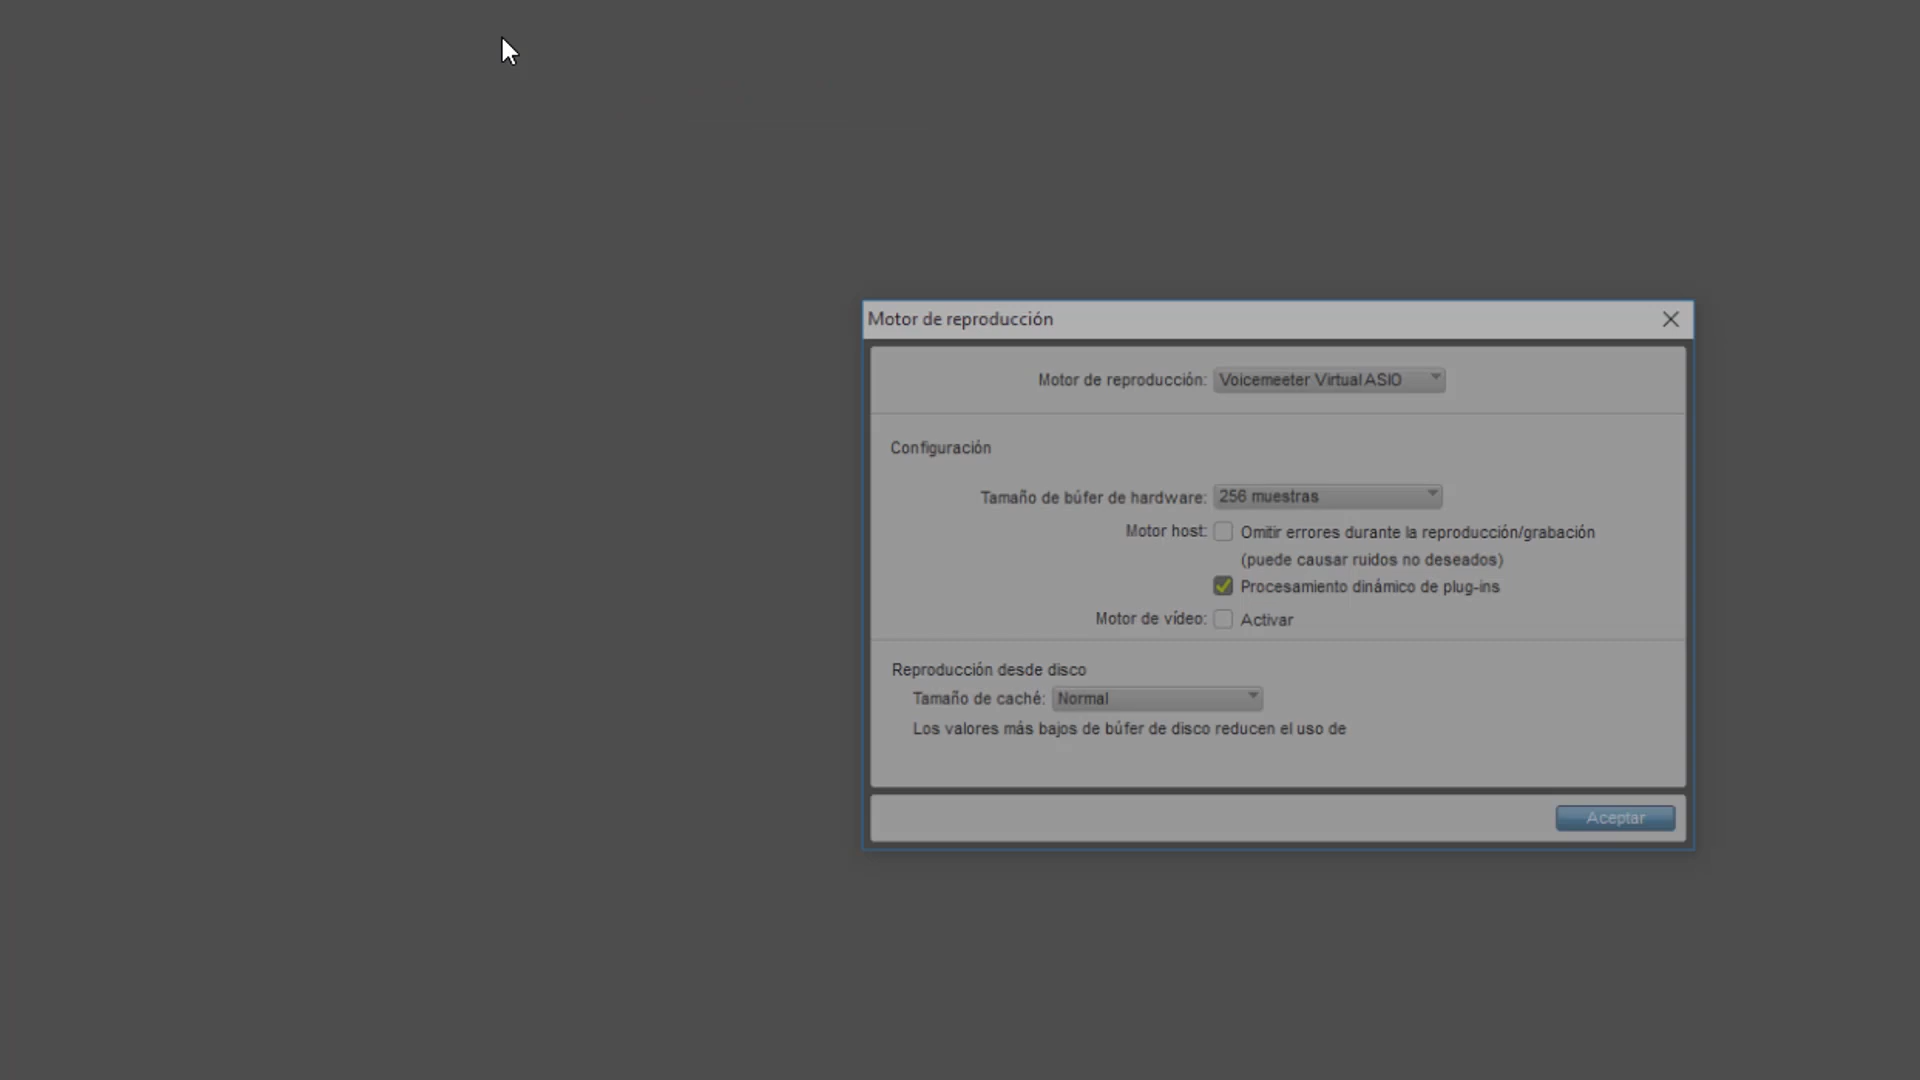 Motor de reproducción
Motor de reproducción: Voicemeeter Virtual ASIO
Configuración
Tamaño de búfer de hardware: 256 muestras
Motor host: Omitir errores durante la reproducción/grabación
(puede causar ruidos no deseados)
Procesamiento dinámico de plug-ins
Motor de vídeo: Activar
Reproducción desde disco
Tamaño de caché: Normal
Los valores más bajos de búfer de disco reducen el uso de
Aceptar